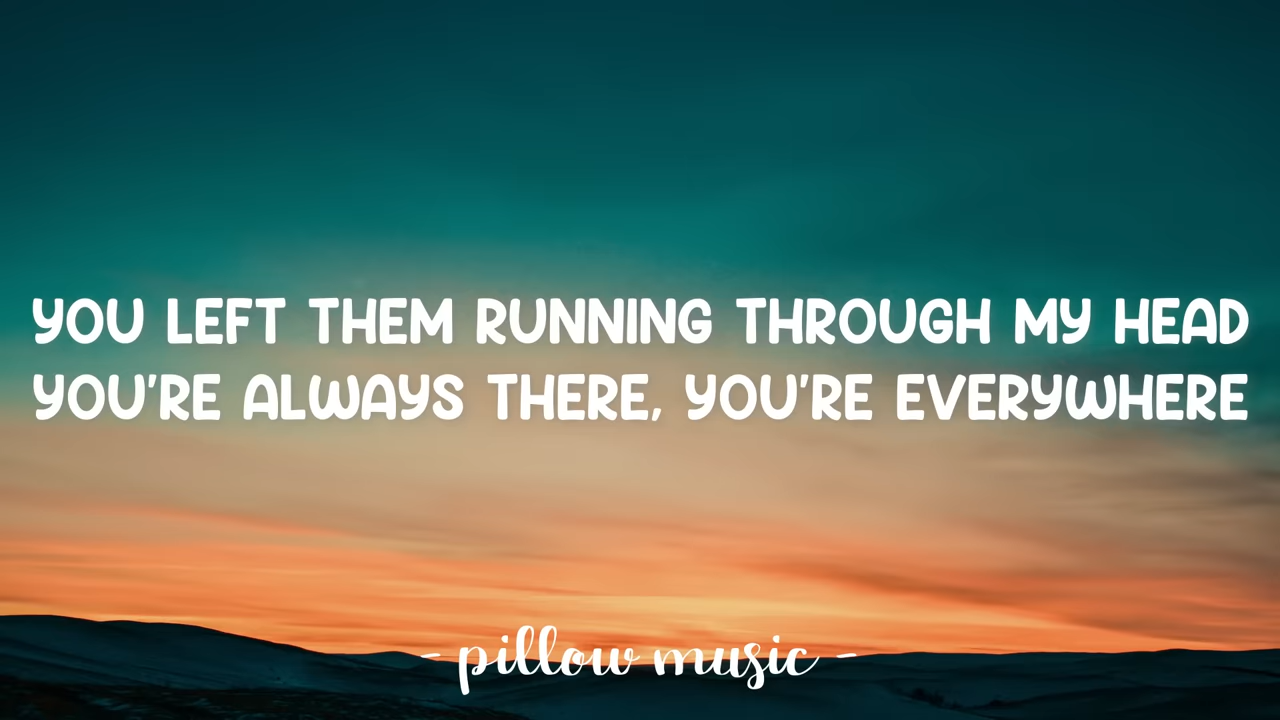 YOU LEFT THEM RUNNING THROUGH MY HEAD
YOU'RE ALWAYS THERE, YOU'RE EVERYWHERE
- pillow music -